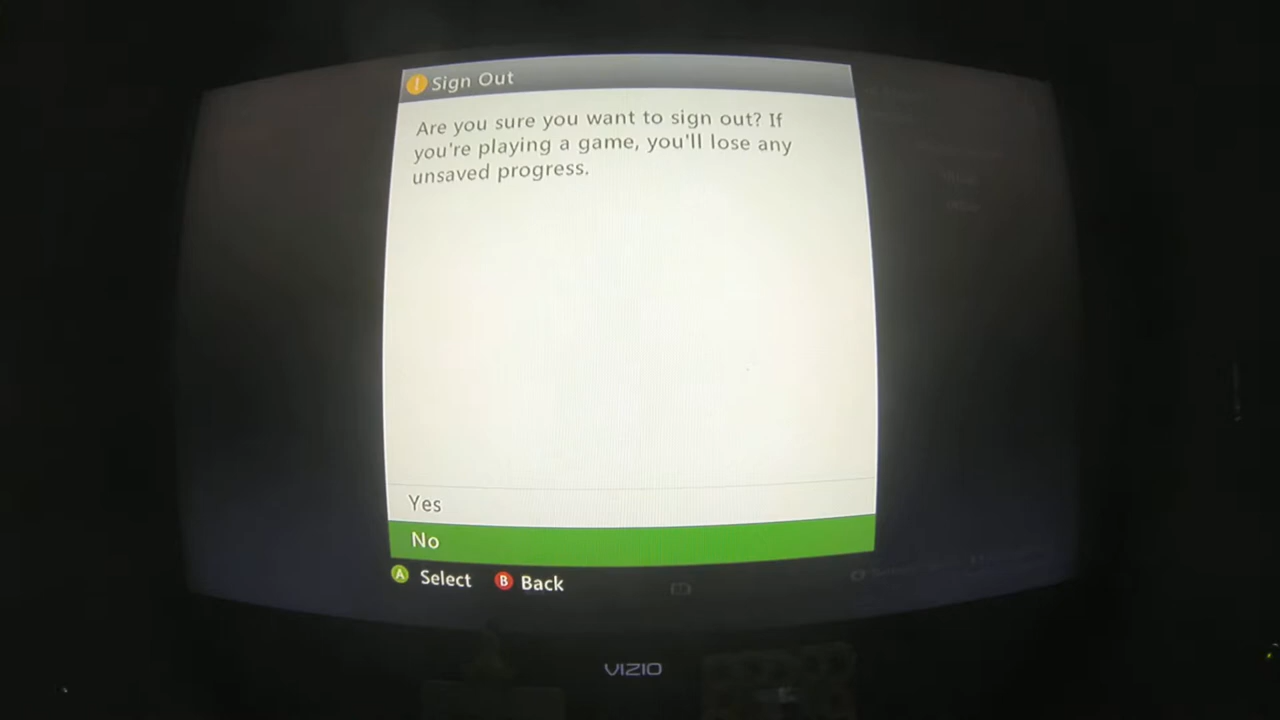 ! Sign Out
Are you sure you want to sign out? If
you're playing a game, you'll lose any
unsaved progress.
Yes
No
A Select B Back
VIZIO